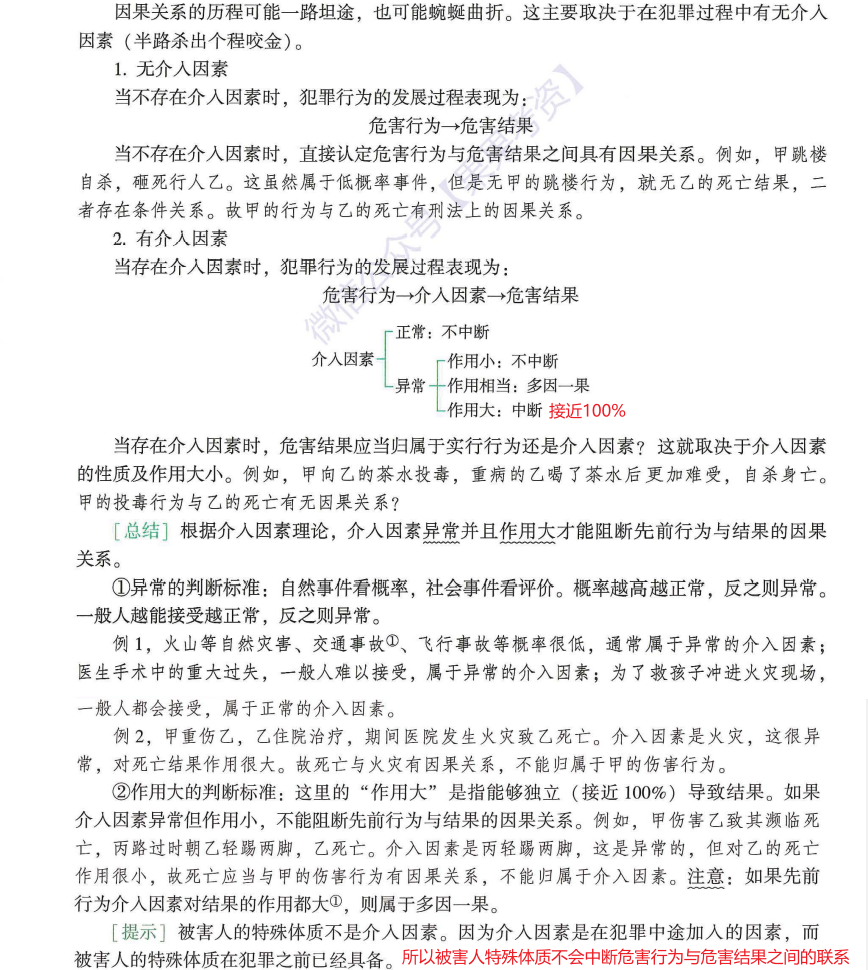 因果关系的历程可能一路坦途，也可能蜿蜒曲折。这主要取决于在犯罪过程中有无介入
因素（半路杀出个程咬金）。
1. 无介入因素
当不存在介入因素时，犯罪行为的发展过程表现为：
危害行为→危害结果
当不存在介入因素时，直接认定危害行为与危害结果之间具有因果关系。例如，甲跳楼
自杀，砸死行人乙。这虽然属于低概率事件，但是无甲的跳楼行为，就无乙的死亡结果，二
者存在条件关系。故甲的行为与乙的死亡有刑法上的因果关系。
2. 有介入因素
当存在介入因素时，犯罪行为的发展过程表现为：
危害行为→介入因素→危害结果
正常：不中断
介入因素
作用小：不中断
异常
作用相当：多因一果
作用大：中断 接近100%
当存在介入因素时，危害结果应当归属于实行行为还是介入因素？这就取决于介入因素
的性质及作用大小。例如，甲向乙的茶水投毒，重病的乙喝了茶水后更加难受，自杀身亡。
甲的投毒行为与乙的死亡有无因果关系？
［总结］根据介入因素理论，介入因素异常并且作用大才能阻断先前行为与结果的因果
关系。
①异常的判断标准：自然事件看概率，社会事件看评价。概率越高越正常，反之则异常。
一般人越能接受越正常，反之则异常。
例1，火山等自然灾害、交通事故①、飞行事故等概率很低，通常属于异常的介入因素；
医生手术中的重大过失，一般人难以接受，属于异常的介入因素；为了救孩子冲进火灾现场，
一般人都会接受，属于正常的介入因素。
例2，甲重伤乙，乙住院治疗，期间医院发生火灾致乙死亡。介入因素是火灾，这很异
常，对死亡结果作用很大。故死亡与火灾有因果关系，不能归属于甲的伤害行为。
②作用大的判断标准：这里的“作用大”是指能够独立（接近100%）导致结果。如果
介入因素异常但作用小，不能阻断先前行为与结果的因果关系。例如，甲伤害乙致其濒临死
亡，丙路过时朝乙轻踢两脚，乙死亡。介入因素是丙轻踢两脚，这是异常的，但对乙的死亡
作用很小，故死亡应当与甲的伤害行为有因果关系，不能归属于介入因素。注意：如果先前
行为介入因素对结果的作用都大①，则属于多因一果。
［提示］被害人的特殊体质不是介入因素。因为介入因素是在犯罪中途加入的因素，而
被害人的特殊体质在犯罪之前已经具备。所以被害人特殊体质不会中断危害行为与危害结果之间的联系